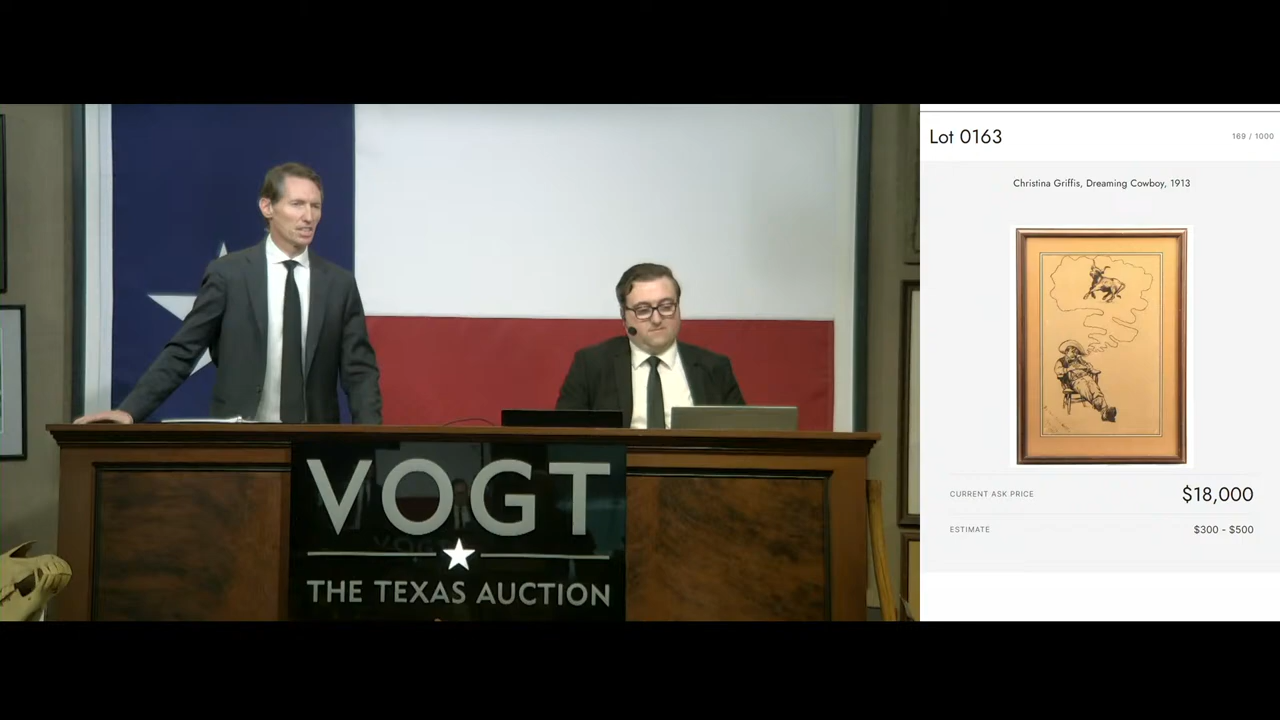 Lot 0163
169 / 1000
Christina Griffis, Dreaming Cowboy, 1913
CURRENT ASK PRICE
$18,000
ESTIMATE
$300 - $500
VOGT
THE TEXAS AUCTION